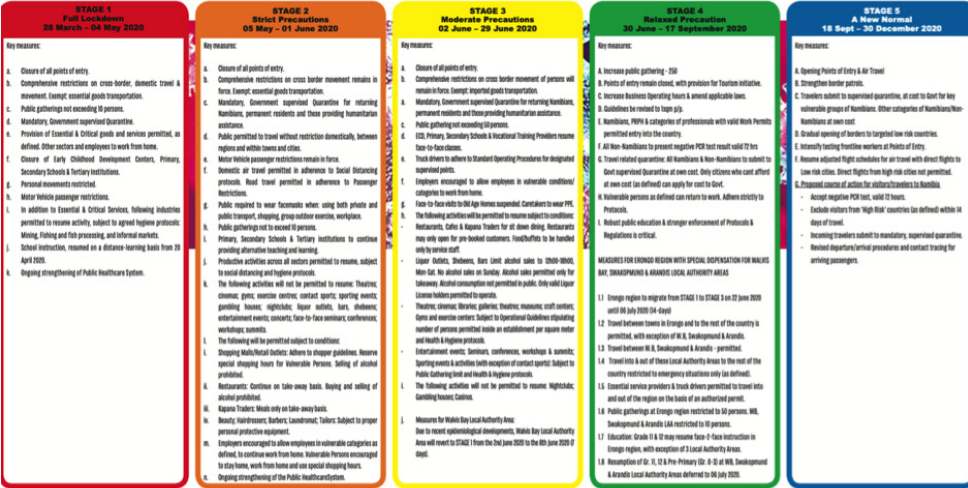 STAGE 1
Full Lockdown
28 March – 04 May 2020
Key measures:
a. Closure of all points of entry.
b. Comprehensive restrictions on cross-border, domestic travel &
movement. Exempt: essential goods transportation.
c. Public gatherings not exceeding 10 persons.
d. Mandatory, Government supervised Quarantine.
e. Provision of Essential & Critical goods and services permitted, as
defined. Other sectors and employees to work from home.
f. Closure of Early Childhood Development Centers, Primary,
Secondary Schools & Tertiary Institutions.
g. Personal movements restricted.
h. Motor Vehicle passenger restrictions.
i. In addition to Essential & Critical Services, following industries
permitted to resume activity, subject to agreed hygiene protocols:
Mining, Fishing and fish processing, and Informal markets.
j. School instruction, resumed on a distance-learning basis from 20
April 2020.
k. Ongoing strengthening of Public Healthcare System.
STAGE 2
Strict Precautions
05 May – 01 June 2020
Key measures:
a. Closure of all points of entry.
b. Comprehensive restrictions on cross border movement remains in
force. Exempt: essential goods transportation.
c. Mandatory, Government supervised Quarantine for returning
Namibians, permanent residents and those providing humanitarian
assistance.
d. Public permitted to travel without restriction domestically, between
regions and within towns and cities.
e. Motor Vehicle passenger restrictions remain in force.
f. Domestic air travel permitted in adherence to Social Distancing
protocols. Road travel permitted in adherence to Passenger
Restrictions.
g. Public required to wear facemasks when: using both private and
public transport, shopping, group outdoor exercise, workplace.
h. Public gatherings not to exceed 10 persons.
i. Primary, Secondary Schools & Tertiary institutions to continue
providing alternative teaching and learning.
j. Productive activities across all sectors permitted to resume, subject
to social distancing and hygiene protocols.
k. The following activities will not be permitted to resume: Theatres;
cinemas; gyms; exercise centres; contact sports; sporting events;
gambling houses; nightclubs; liquor outlets, bars, shebeens;
entertainment events; concerts; face-to-face seminars; conferences;
workshops; summits.
l. The following will be permitted subject to conditions:
i. Shopping Malls/Retail Outlets: Adhere to shopper guidelines. Reserve
special shopping hours for Vulnerable Persons. Selling of alcohol
prohibited.
ii. Restaurants: Continue on take-away basis. Buying and selling of
alcohol prohibited.
iii. Kapana Traders: Meals only on take-away basis.
iv. Beauty; Hairdressers; Barbers; Laundromat; Tailors: Subject to proper
personal protective equipment.
m. Employers encouraged to allow employees in vulnerable categories as
defined, to continue work from home. Vulnerable Persons encouraged
to stay home, work from home and use special shopping hours.
n. Ongoing strengthening of the Public HealthcareSystem.
STAGE 3
Moderate Precautions
02 June – 29 June 2020
Key measures:
a. Closure of all points of entry.
b. Comprehensive restrictions on cross border movement of persons will
remain in force. Exempt: imported goods transportation.
a. Mandatory, Government supervised Quarantine for returning Namibians,
permanent residents and those providing humanitarian assistance.
c. Public gathering not exceeding 50 persons.
d. ECD, Primary, Secondary Schools & Vocational Training Providers resume
face-to-face classes.
e. Truck drivers to adhere to Standard Operating Procedures for designated
supervised points.
f. Employers encouraged to allow employees in vulnerable conditions/
categories to work from home.
g. Face-to-face visits to Old Age Homes suspended. Caretakers to wear PPE.
h. The following activities will be permitted to resume subject to conditions:
- Restaurants, Cafes & Kapana Traders for sit down dining. Restaurants
may only open for pre-booked customers. Food/buffets to be handled
only by service staff.
- Liquor Outlets, Shebeens, Bars Limit alcohol sales to 12h00-18h00,
Mon-Sat. No alcohol sales on Sunday. Alcohol sales permitted only for
takeaway. Alcohol consumption not permitted in public. Only valid Liquor
License holders permitted to operate.
- Theatres; cinemas; libraries; galleries; theatres; museums; craft centers;
Gyms and exercise centers: Subject to Operational Guidelines stipulating
number of persons permitted inside an establishment per square meter
and Health & Hygiene protocols.
- Entertainment events; Seminars, conferences, workshops & summits;
Sporting events & activities (with exception of contact sports): Subject to
Public Gathering limit and Health & Hygiene protocols.
i. The following activities will not be permitted to resume: Nightclubs;
Gambling houses; Casinos.
j. Measures for Walvis Bay Local Authority Area:
Due to recent epidemiological developments, Walvis Bay Local Authority
Area will revert to STAGE 1 from the 2nd June 2020 to the 8th June 2020 (7
days).
STAGE 4
Relaxed Precaution
30 June – 17 September 2020
Key measures:
A. Increase public gathering - 250
B. Points of entry remain closed, with provision for Tourism initiative.
C. Increase Business Operating hours & amend applicable laws.
D. Guidelines be revised to 1sqm p/p.
E. Namibians, PRPH & categories of professionals with valid Work Permits
permitted entry into the country.
F. All Non-Namibians to present negative PCR test result valid 72 hrs
G. Travel related quarantine: All Namibians & Non-Namibians to submit to
Govt supervised Quarantine at own cost. Only citizens who cant afford
at own cost (as defined) can apply for cost to Govt.
H. Vulnerable persons as defined can return to work. Adhere strictly to
Protocols.
I. Robust public education & stronger enforcement of Protocols &
Regulations is critical.
MEASURES FOR ERONGO REGION WITH SPECIAL DISPENSATION FOR WALVIS
BAY, SWAKOPMUND & ARANDIS LOCAL AUTHORITY AREAS
1.1 Erongo region to migrate from STAGE 1 to STAGE 3 on 22 june 2020
until 06 july 2020 (14-days)
1.2 Travel between towns in Erongo and to the rest of the country is
permitted, with exception of W.B, Swakopmund & Arandis.
1.3 Travel between W.B, Swakopmund & Arandis - permitted.
1.4 Travel into & out of these Local Authority Areas to the rest of the
country restricted to emergency situations only (as defined).
1.5 Essential service providers & truck drivers permitted to travel into
and out of the region on the basis of an authorized permit.
1.6 Public gatherings at Erongo region restricted to 50 persons. WB,
Swakopmund & Arandis LAA restricted to 10 persons.
1.7 Education: Grade 11 & 12 may resume face-2-face instruction in
Erongo region, with exception of 3 Local Authority Areas.
1.8 Resumption of Gr. 11, 12 & Pre-Primary (Gr. 0-3) at WB, Swakopmund
& Arandis Local Authority Areas deferred to 06 July 2020.
STAGE 5
A New Normal
18 Sept - 30 December 2020
Key measures:
A. Opening Points of Entry & Air Travel
B. Strengthen border patrols.
C. Travelers submit to supervised quarantine, at cost to Govt for key
vulnerable groups of Namibians. Other categories of Namibians/Non-
Namibians at own cost
D. Gradual opening of borders to targeted low risk countries.
E. Intensify testing frontline workers at Points of Entry.
F. Resume adjusted flight schedules for air travel with direct flights to
Low risk cities. Direct flights from high risk cities not permitted.
G. Proposed course of action for visitors/travelers to Namibia
- Accept negative PCR test, valid 72 hours.
- Exclude visitors from 'High Risk' countries (as defined) within 14
days of travel.
- Incoming travelers submit to mandatory, supervised quarantine.
- Revised departure/arrival procedures and contact tracing for
arriving passengers.